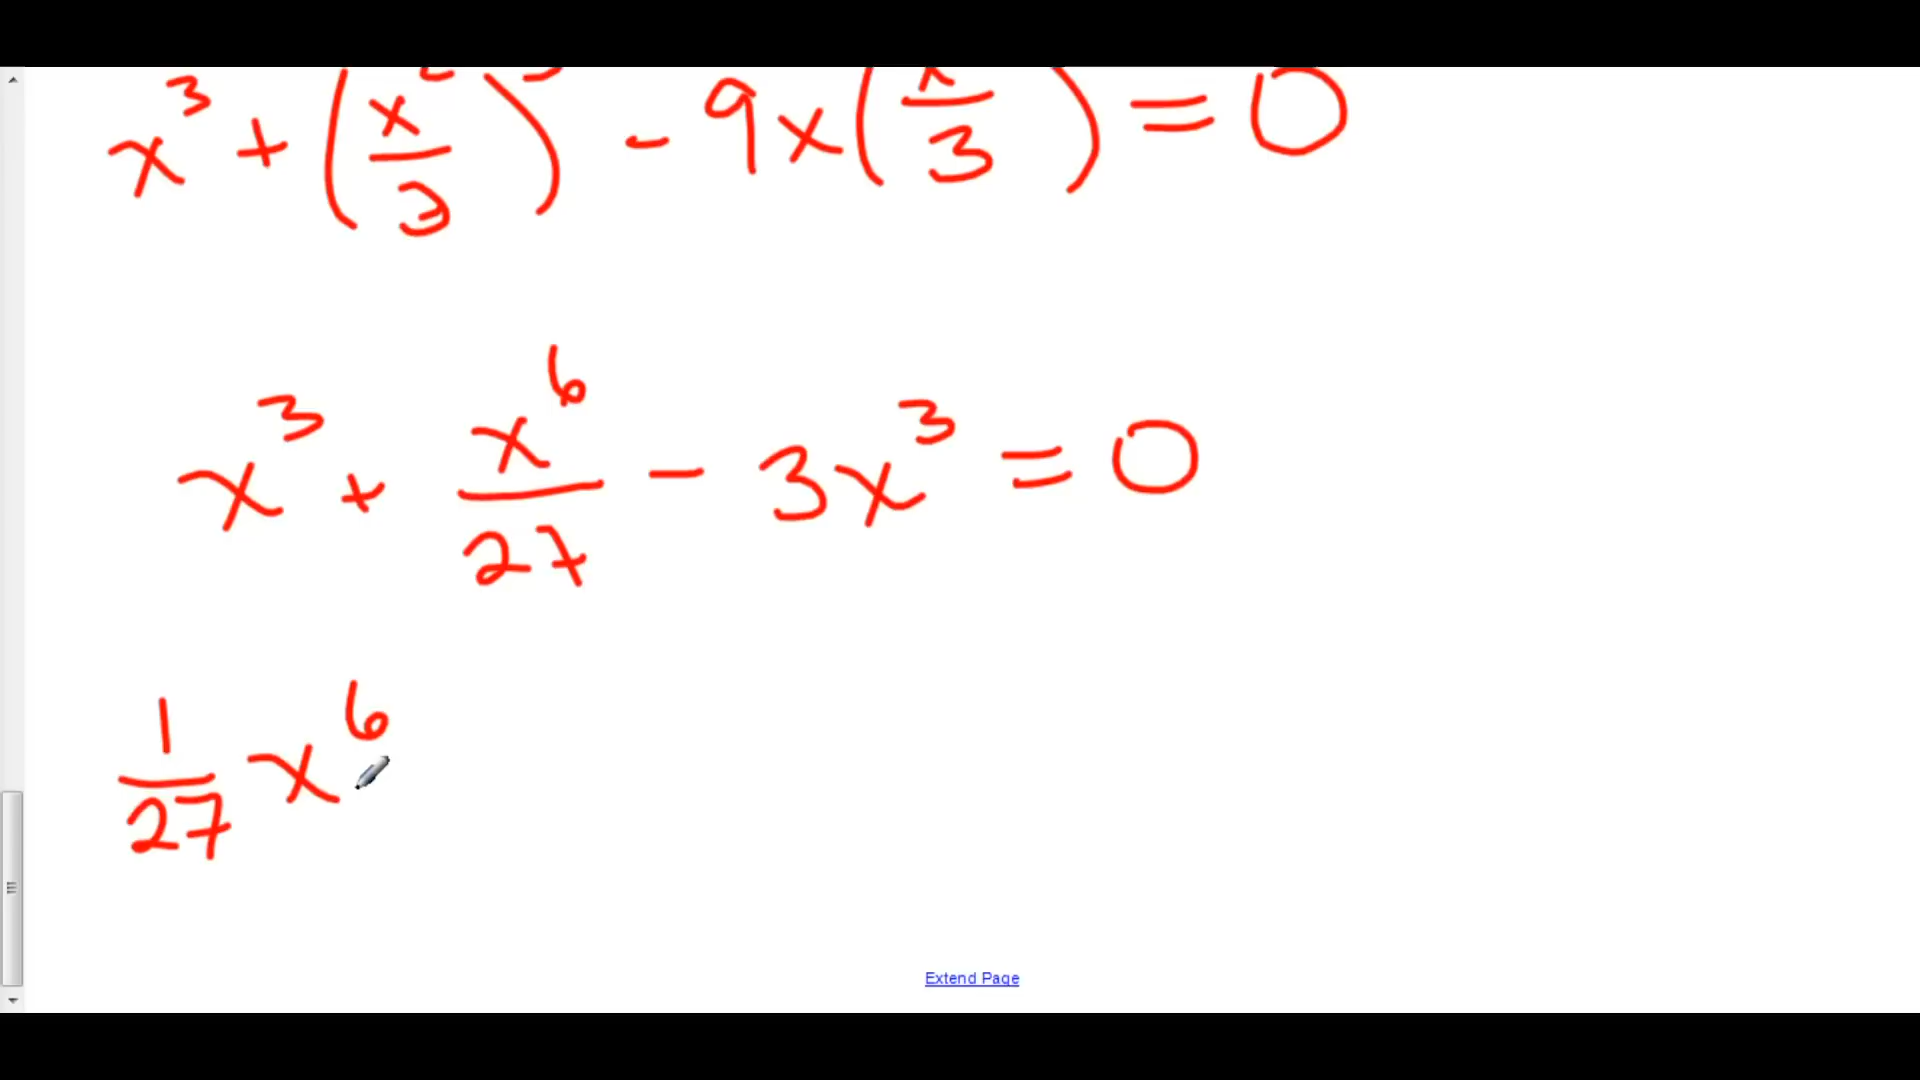 x³ + (x²/3)³ - 9x(x²/3) = 0
x³ + x⁶/27 - 3x³ = 0
1/27 x⁶
Extend Page